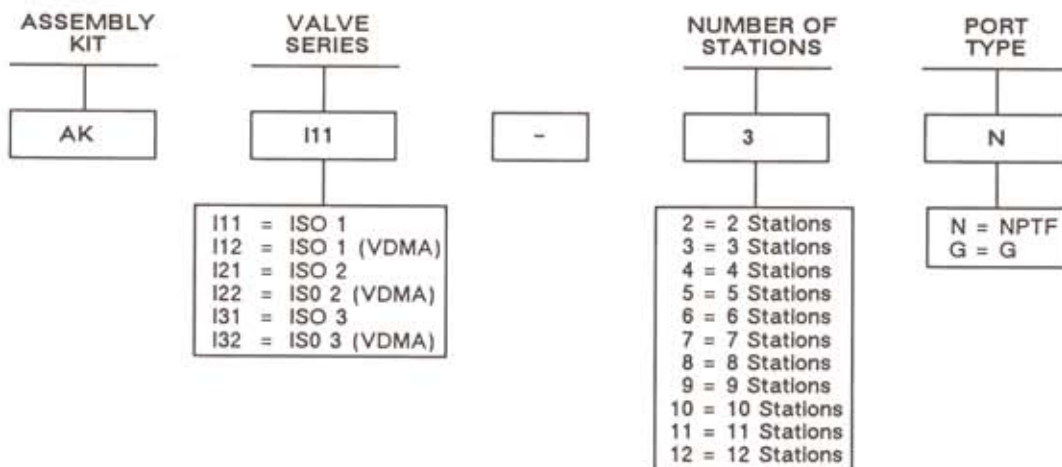 ASSEMBLY
KIT
VALVE
SERIES
NUMBER OF
STATIONS
PORT
TYPE
AK
I11
-
3
N
I11 = ISO 1
I12 = ISO 1 (VDMA)
I21 = ISO 2
I22 = IS0 2 (VDMA)
I31 = ISO 3
I32 = IS0 3 (VDMA)
2 = 2 Stations
3 = 3 Stations
4 = 4 Stations
5 = 5 Stations
6 = 6 Stations
7 = 7 Stations
8 = 8 Stations
9 = 9 Stations
10 = 10 Stations
11 = 11 Stations
12 = 12 Stations
N = NPTF
G = G